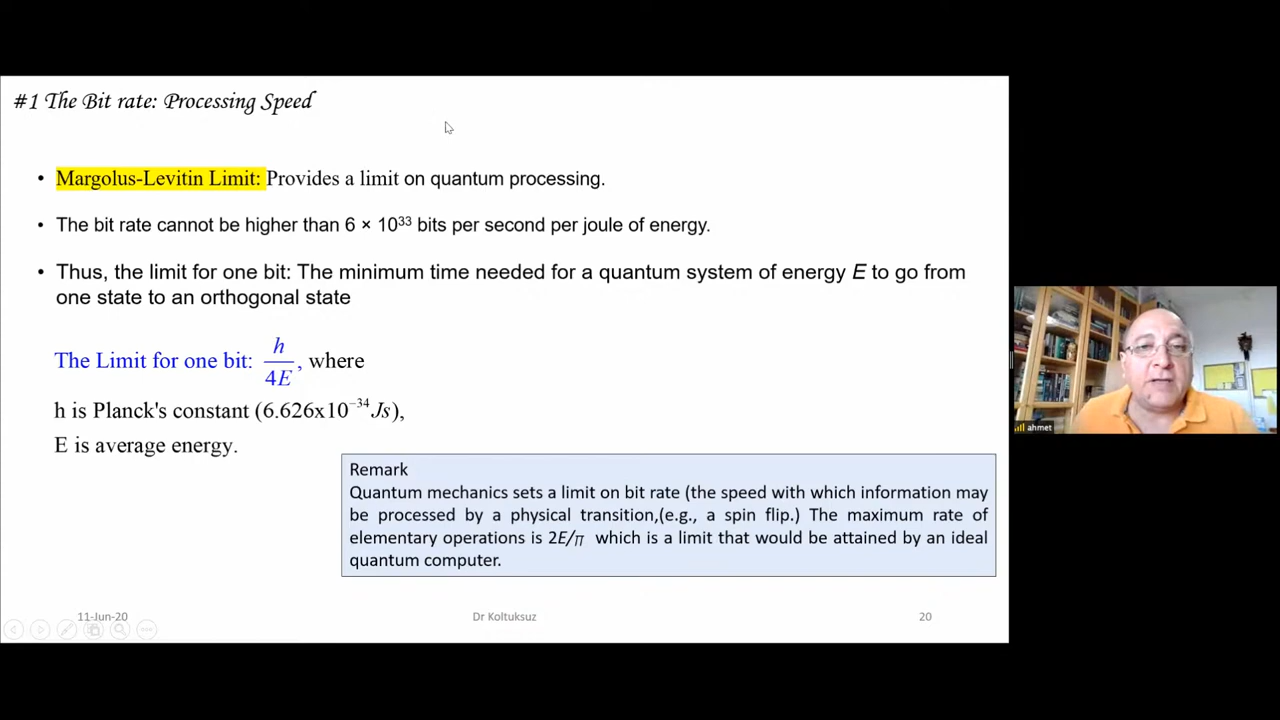 #1 The Bit rate: Processing Speed
• Margolus-Levitin Limit: Provides a limit on quantum processing.
• The bit rate cannot be higher than 6 × 10³³ bits per second per joule of energy.
• Thus, the limit for one bit: The minimum time needed for a quantum system of energy E to go from
one state to an orthogonal state
The Limit for one bit: h/4E, where
h is Planck's constant (6.626x10⁻³⁴ Js),
E is average energy.
Remark
Quantum mechanics sets a limit on bit rate (the speed with which information may
be processed by a physical transition,(e.g., a spin flip.) The maximum rate of
elementary operations is 2E/π which is a limit that would be attained by an ideal
quantum computer.
11-Jun-20
Dr Koltuksuz
20
ahmet